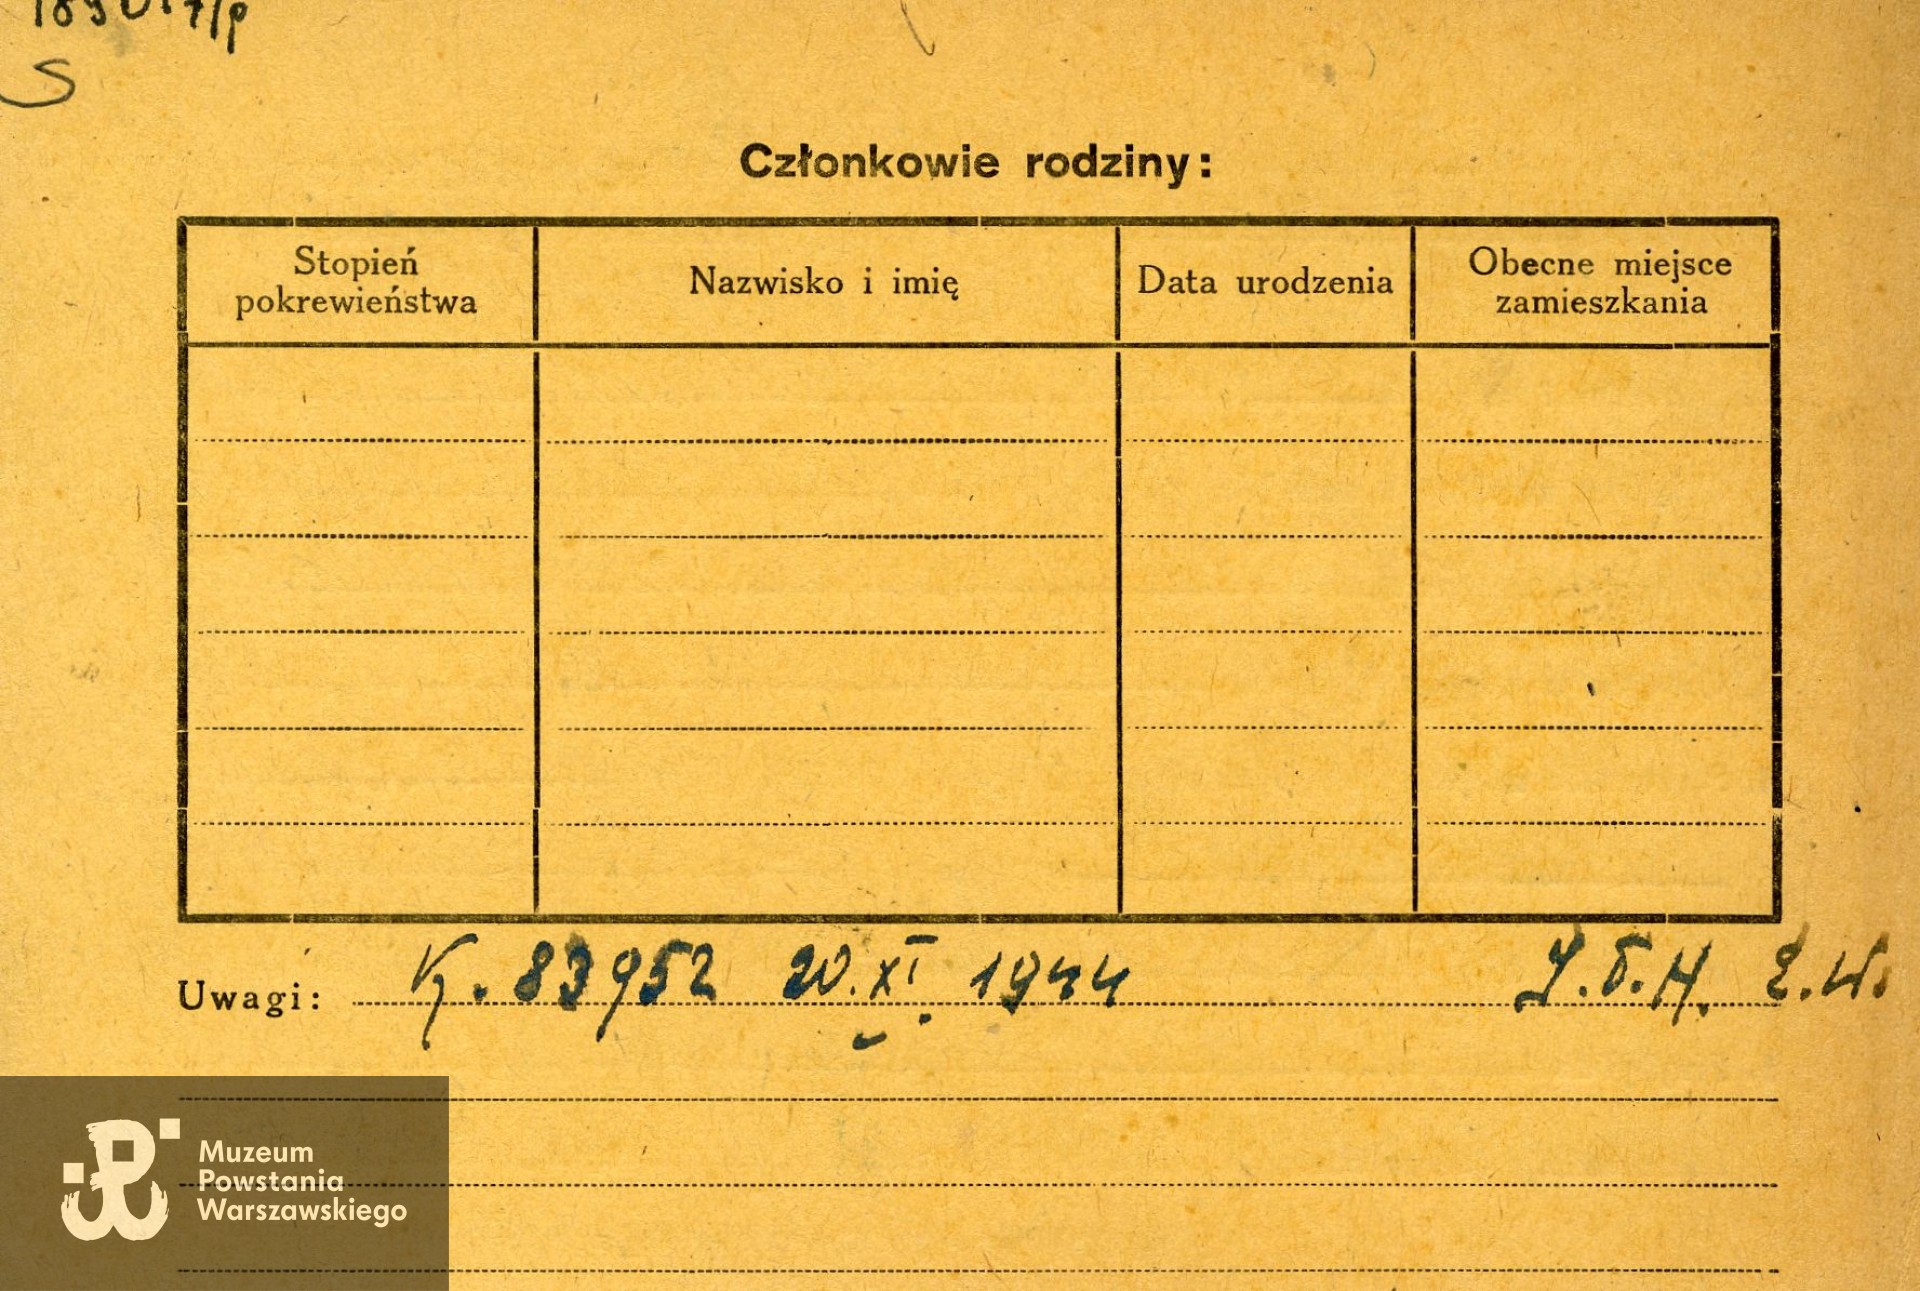 S
Członkowie rodziny:
Stopień pokrewieństwa
Nazwisko i imię
Data urodzenia
Obecne miejsce zamieszkania
Uwagi: K. 83952 20.XI. 1944
Muzeum
Powstania
Warszawskiego